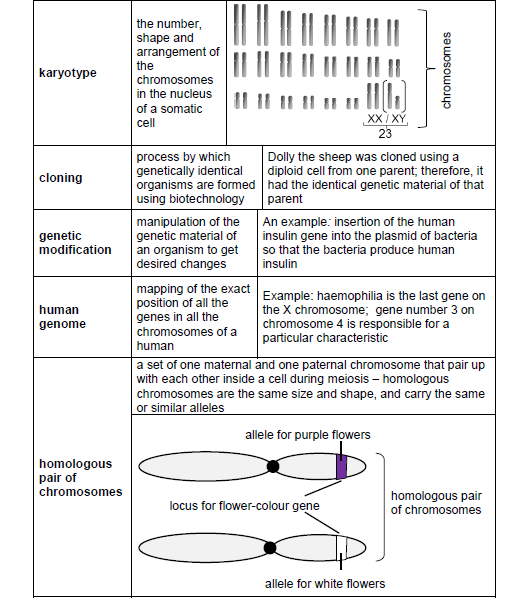 karyotype
the number,
shape and
arrangement of
the
chromosomes
in the nucleus
of a somatic
cell
XX / XY
23
chromosomes
cloning
process by which
genetically identical
organisms are formed
using biotechnology
Dolly the sheep was cloned using a
diploid cell from one parent; therefore, it
had the identical genetic material of that
parent
genetic
modification
manipulation of the
genetic material of
an organism to get
desired changes
An example: insertion of the human
insulin gene into the plasmid of bacteria
so that the bacteria produce human
insulin
human
genome
mapping of the exact
position of all the
genes in all the
chromosomes of a
human
Example: haemophilia is the last gene on
the X chromosome; gene number 3 on
chromosome 4 is responsible for a
particular characteristic
homologous
pair of
chromosomes
a set of one maternal and one paternal chromosome that pair up
with each other inside a cell during meiosis – homologous
chromosomes are the same size and shape, and carry the same
or similar alleles
allele for purple flowers
locus for flower-colour gene
homologous pair
of chromosomes
allele for white flowers